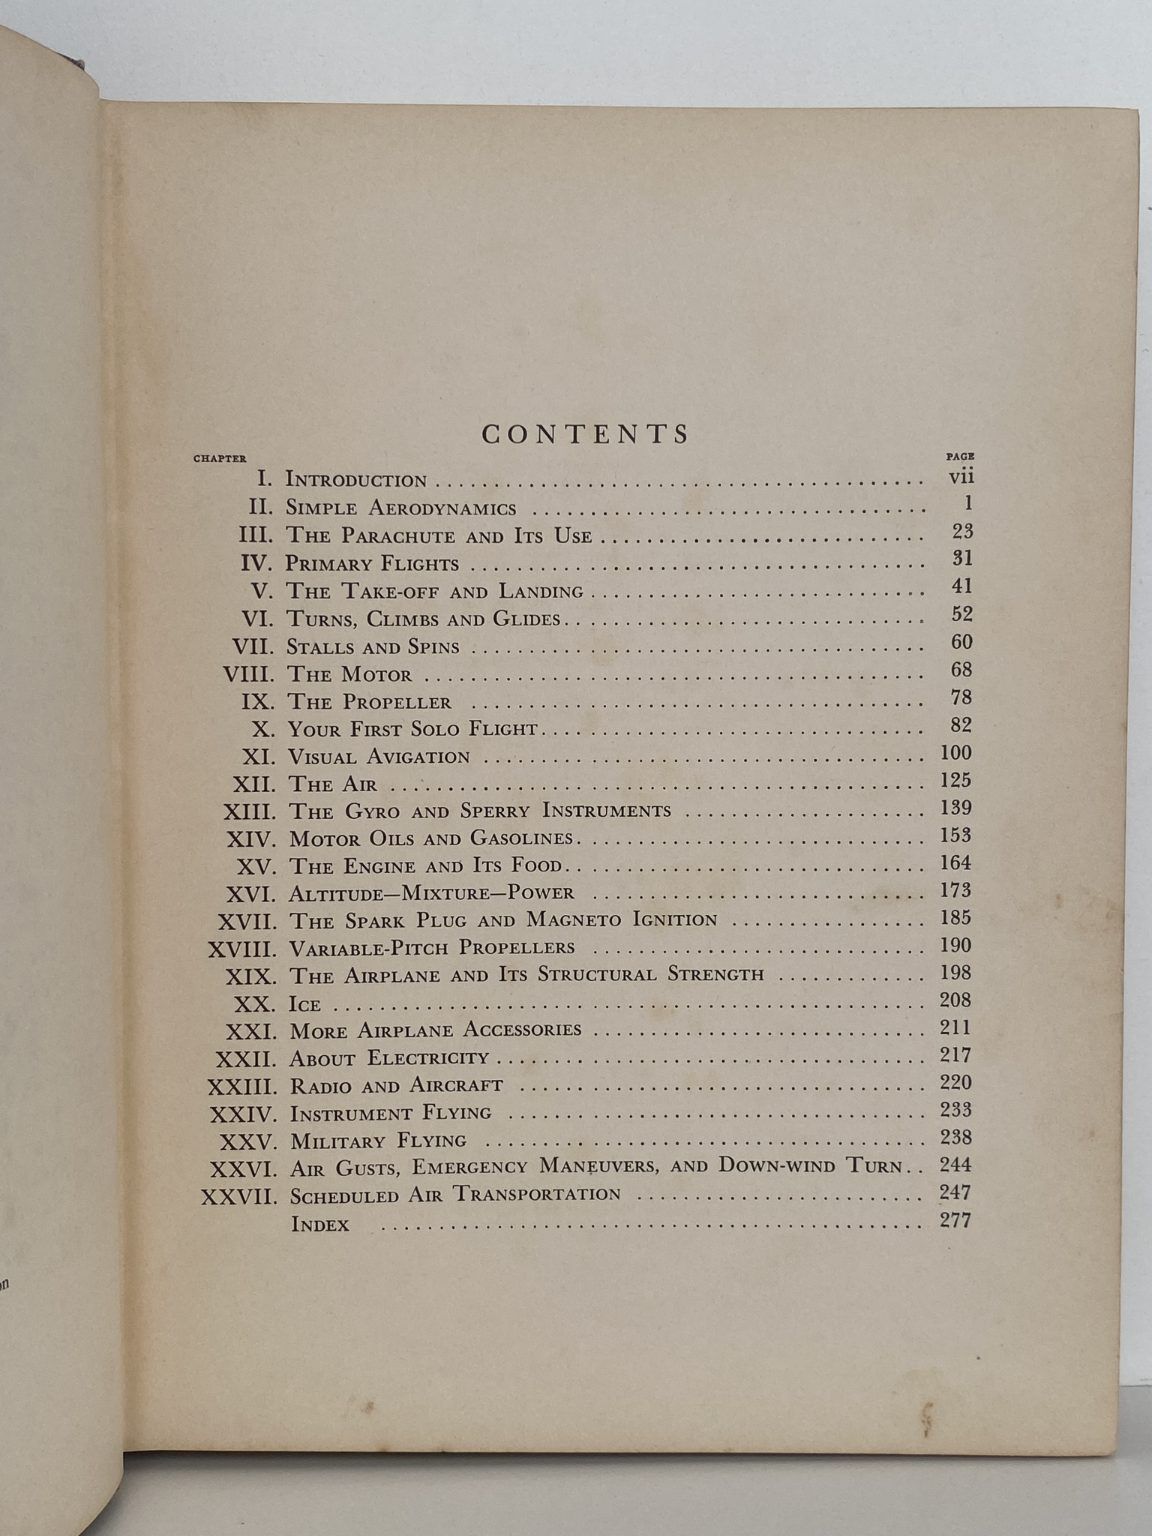 CONTENTS
CHAPTER PAGE
I. INTRODUCTION ........................................ vii
II. SIMPLE AERODYNAMICS ................................ 1
III. THE PARACHUTE AND ITS USE .......................... 23
IV. PRIMARY FLIGHTS ..................................... 31
V. THE TAKE-OFF AND LANDING ............................ 41
VI. TURNS, CLIMBS AND GLIDES ............................ 52
VII. STALLS AND SPINS ................................... 60
VIII. THE MOTOR ......................................... 68
IX. THE PROPELLER ....................................... 78
X. YOUR FIRST SOLO FLIGHT ............................... 82
XI. VISUAL AVIGATION .................................... 100
XII. THE AIR ............................................ 125
XIII. THE GYRO AND SPERRY INSTRUMENTS ................... 139
XIV. MOTOR OILS AND GASOLINES ........................... 153
XV. THE ENGINE AND ITS FOOD ............................. 164
XVI. ALTITUDE—MIXTURE—POWER ............................. 173
XVII. THE SPARK PLUG AND MAGNETO IGNITION ............... 185
XVIII. VARIABLE-PITCH PROPELLERS ........................ 190
XIX. THE AIRPLANE AND ITS STRUCTURAL STRENGTH ........... 198
XX. ICE ................................................. 208
XXI. MORE AIRPLANE ACCESSORIES .......................... 211
XXII. ABOUT ELECTRICITY ................................. 217
XXIII. RADIO AND AIRCRAFT ............................... 220
XXIV. INSTRUMENT FLYING ................................. 233
XXV. MILITARY FLYING .................................... 238
XXVI. AIR GUSTS, EMERGENCY MANEUVERS, AND DOWN-WIND TURN .. 244
XXVII. SCHEDULED AIR TRANSPORTATION ..................... 247
INDEX ................................................... 277